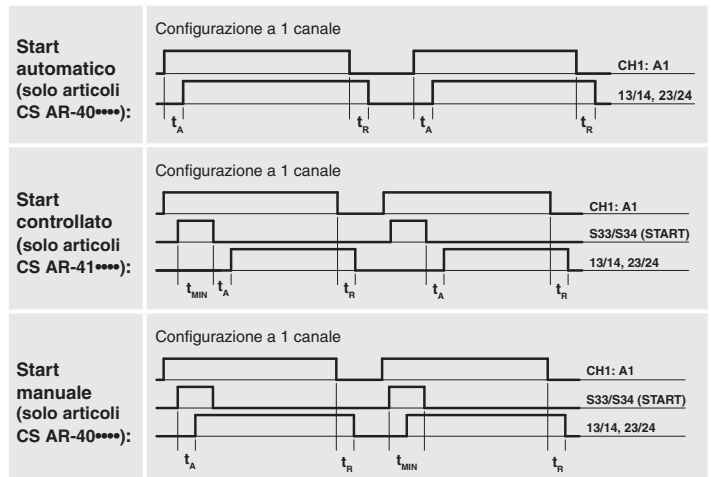 Start
automatico
(solo articoli
CS AR-40••••):
Configurazione a 1 canale
CH1: A1
13/14, 23/24
tA tR tA tR
Start
controllato
(solo articoli
CS AR-41••••):
Configurazione a 1 canale
CH1: A1
S33/S34 (START)
13/14, 23/24
tMIN tA tR tA tR
Start
manuale
(solo articoli
CS AR-40••••):
Configurazione a 1 canale
CH1: A1
S33/S34 (START)
13/14, 23/24
tA tR tMIN tR